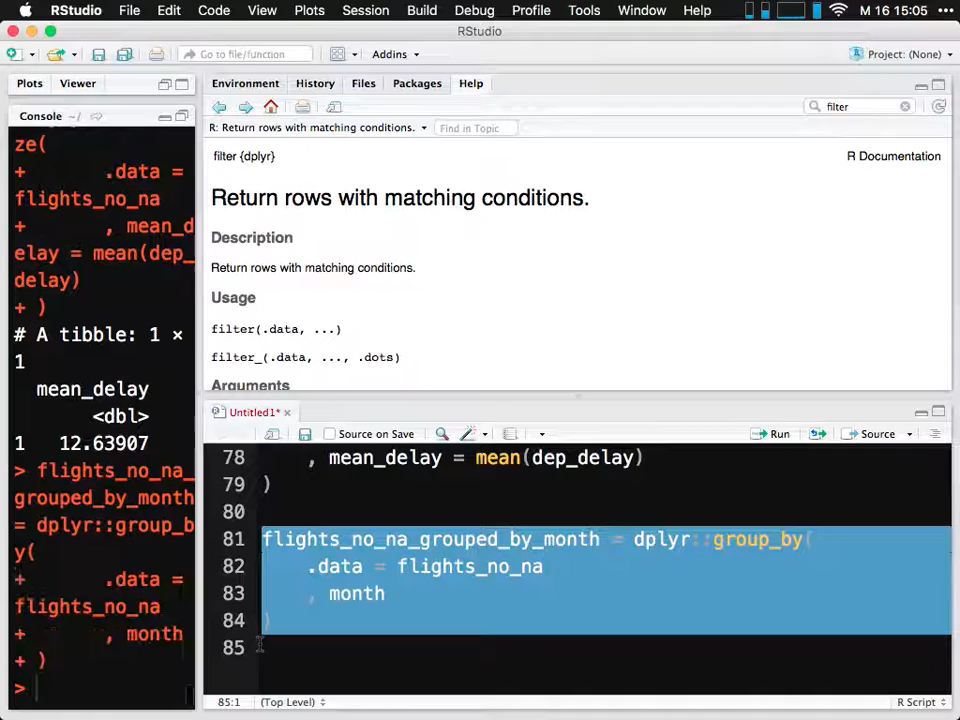 RStudio File Edit Code View Plots Session Build Debug Profile Tools Window Help M 16 15:05
RStudio
Go to file/function Addins Project: (None)
Plots Viewer
Console ~/
ze(
+ .data =
flights_no_na
+ , mean_d
elay = mean(dep_
delay)
+ )
# A tibble: 1 ×
1
mean_delay
<dbl>
1 12.63907
> flights_no_na_
grouped_by_month
= dplyr::group_b
y(
+ .data =
flights_no_na
+ , month
+ )
>
Environment History Files Packages Help
filter
R: Return rows with matching conditions. Find in Topic
filter {dplyr} R Documentation
Return rows with matching conditions.
Description
Return rows with matching conditions.
Usage
filter(.data, ...)
filter_(.data, ..., .dots)
Arguments
Untitled1*
Source on Save Run Source
78 , mean_delay = mean(dep_delay)
79 )
80
81 flights_no_na_grouped_by_month = dplyr::group_by(
82 .data = flights_no_na
83 , month
84 )
85
85:1 (Top Level) R Script